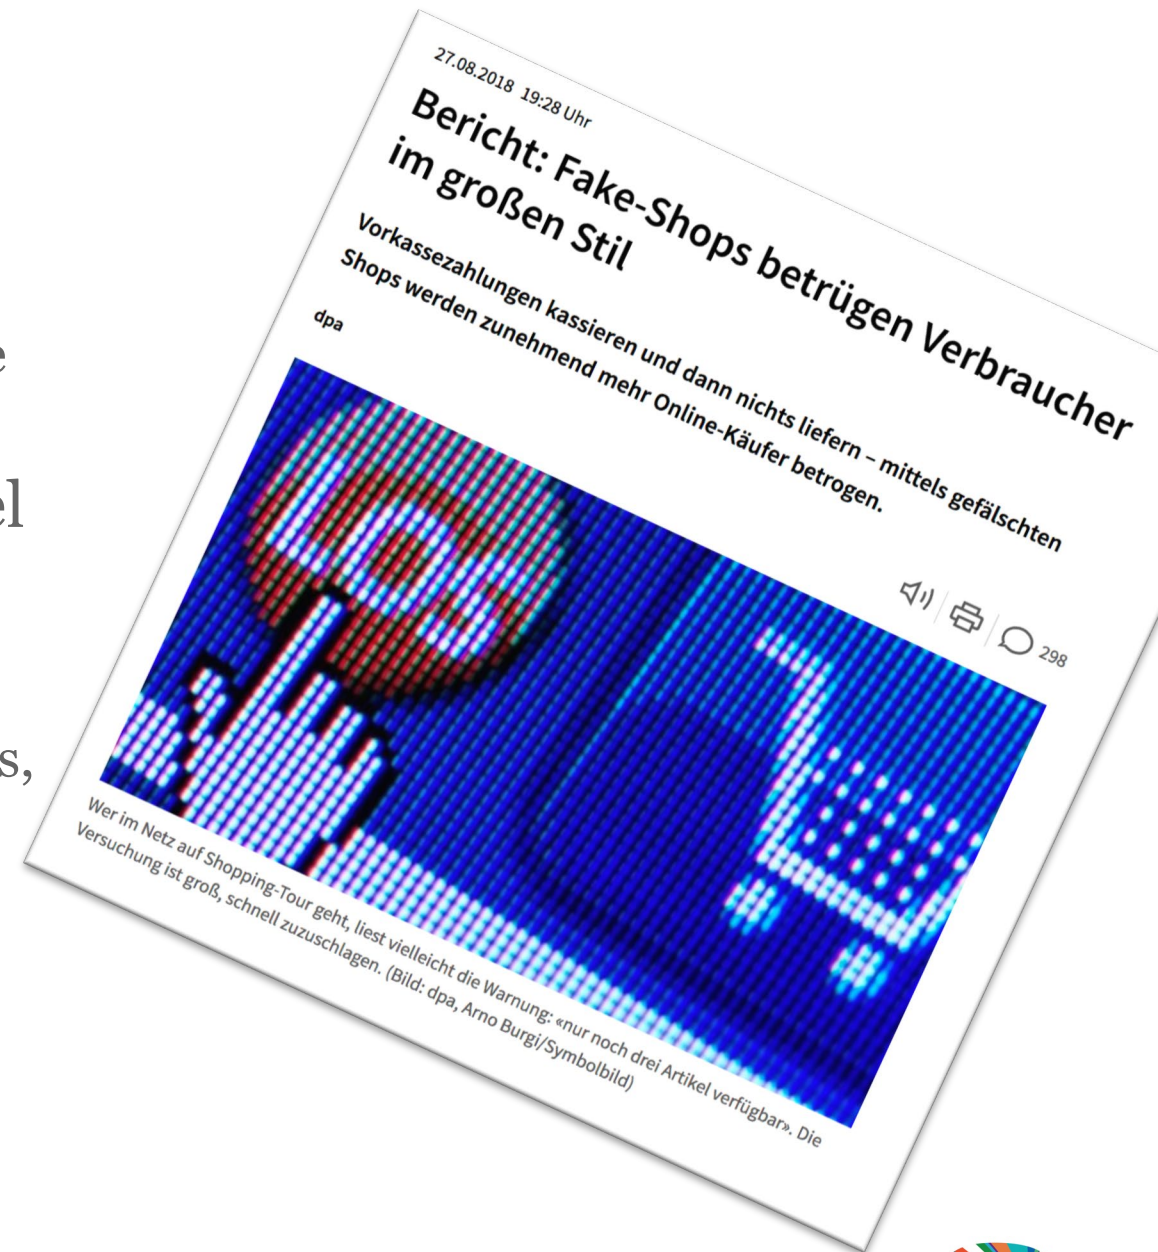 27.08.2018 19:28 Uhr
Bericht: Fake-Shops betrügen Verbraucher
im großen Stil
Vorkassezahlungen kassieren und dann nichts liefern – mittels gefälschten
Shops werden zunehmend mehr Online-Käufer betrogen.
dpa
298
LOS
Wer im Netz auf Shopping-Tour geht, liest vielleicht die Warnung: «nur noch drei Artikel verfügbar». Die
Versuchung ist groß, schnell zuzuschlagen. (Bild: dpa, Arno Burgi/Symbolbild)